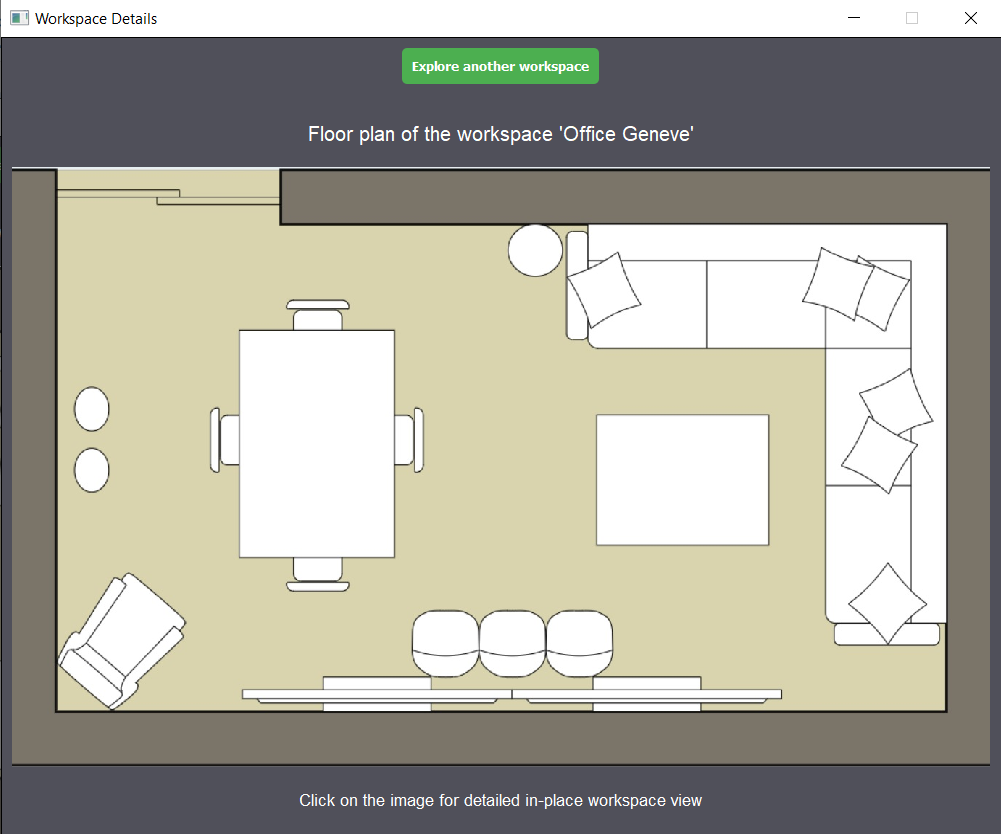 Workspace Details
Explore another workspace
Floor plan of the workspace 'Office Geneve'
Click on the image for detailed in-place workspace view